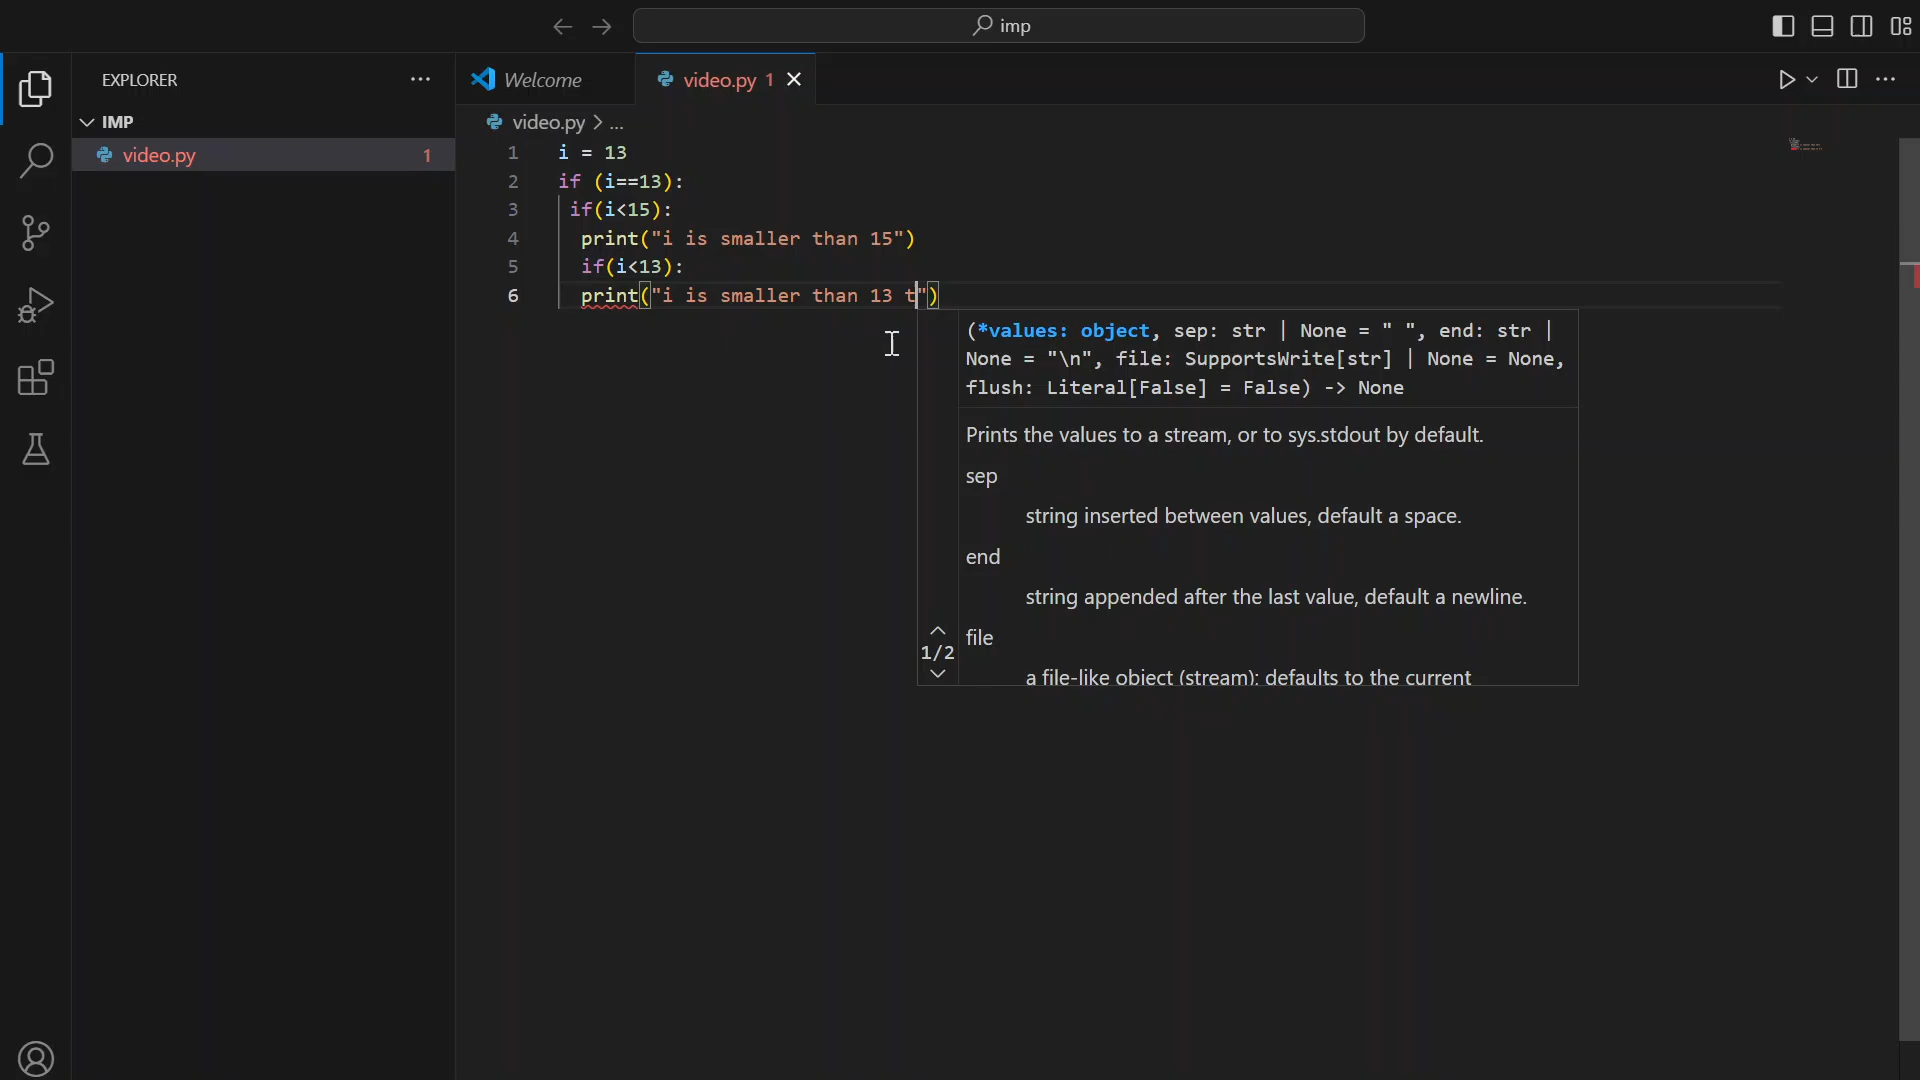 imp
EXPLORER
Welcome
video.py 1
IMP
video.py > ...
video.py 1
1 i = 13
2 if (i==13):
3 if(i<15):
4 print("i is smaller than 15")
5 if(i<13):
6 print("i is smaller than 13 t")
(*values: object, sep: str | None = " ", end: str |
None = "\n", file: SupportsWrite[str] | None = None,
flush: Literal[False] = False) -> None
Prints the values to a stream, or to sys.stdout by default.
sep
string inserted between values, default a space.
end
string appended after the last value, default a newline.
file
1/2
a file-like object (stream); defaults to the current